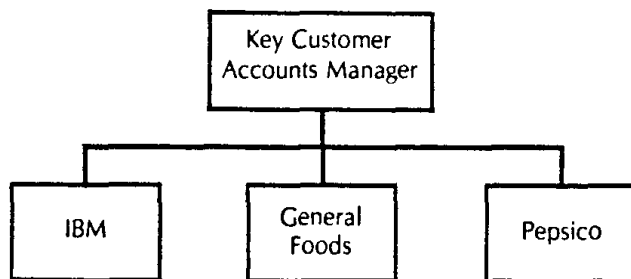 Key Customer
Accounts Manager
IBM
General
Foods
Pepsico